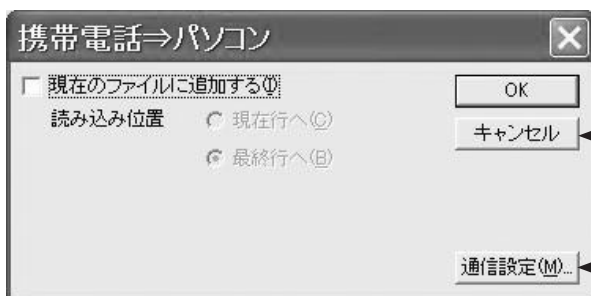 携帯電話⇒パソコン
現在のファイルに追加する(I)
読み込み位置
現在行へ(C)
最終行へ(B)
OK
キャンセル
通信設定(M)...